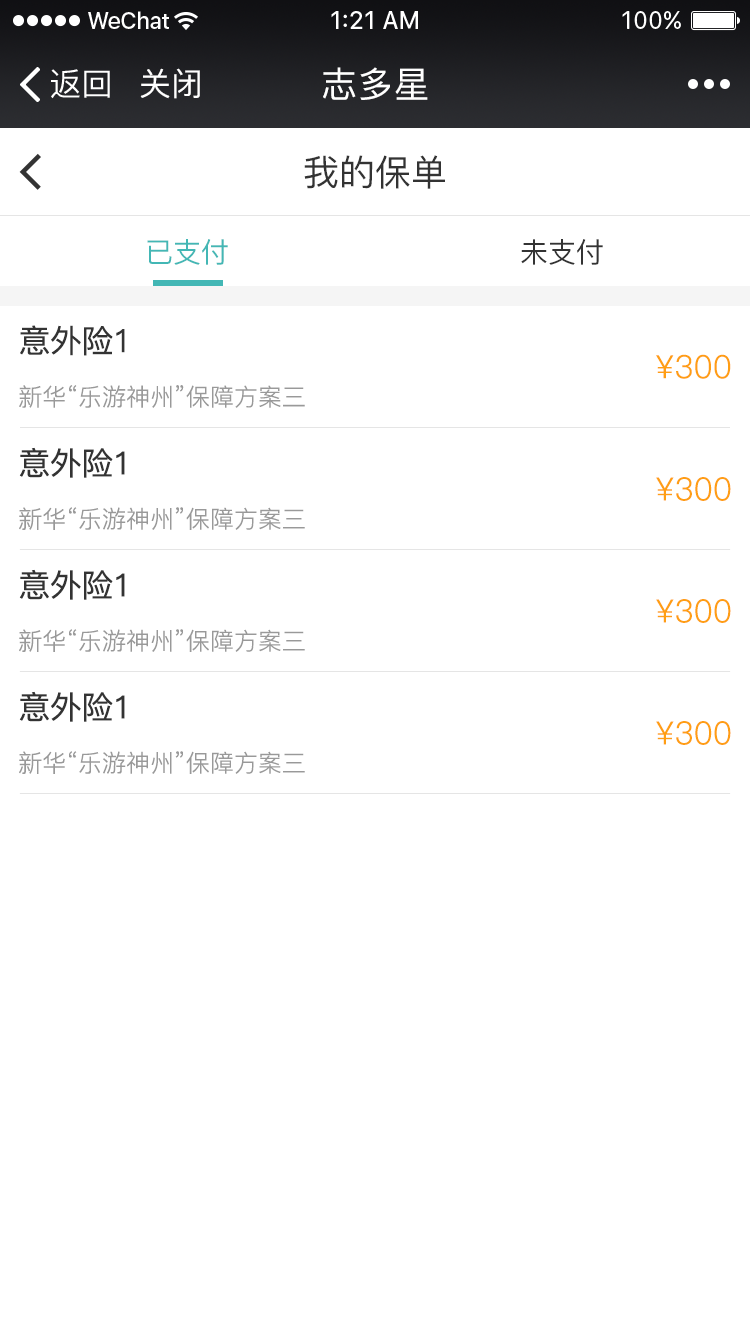 ●●●●● WeChat 1:21 AM 100%
返回 关闭 志多星 •••
我的保单
已支付 未支付
意外险1
¥300
新华“乐游神州”保障方案三
意外险1
¥300
新华“乐游神州”保障方案三
意外险1
¥300
新华“乐游神州”保障方案三
意外险1
¥300
新华“乐游神州”保障方案三